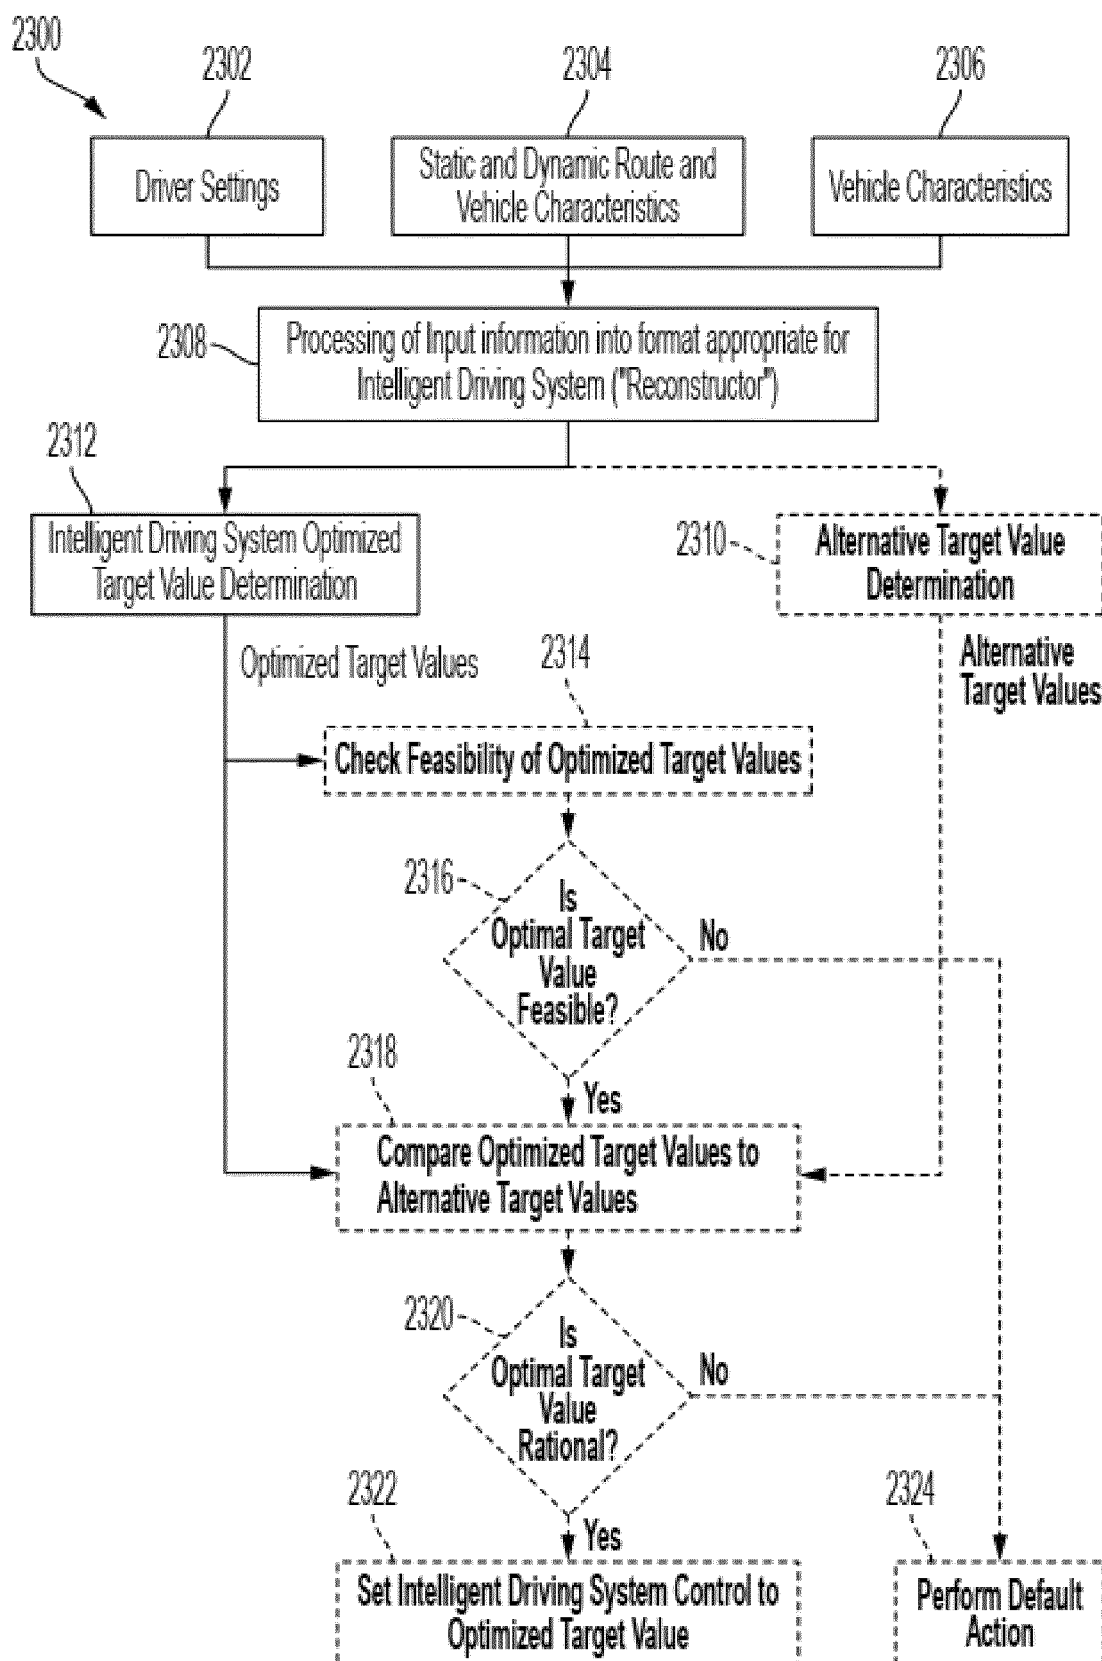 2300
2302
2304
2306
Driver Settings
Static and Dynamic Route and
Vehicle Characteristics
Vehicle Characteristics
2308
Processing of Input information into format appropriate for
Intelligent Driving System ("Reconstructor")
2312
Intelligent Driving System Optimized
Target Value Determination
2310
Alternative Target Value
Determination
Optimized Target Values
2314
Alternative
Target Values
Check Feasibility of Optimized Target Values
2316
Is
Optimal Target
Value
Feasible?
No
2318
Yes
Compare Optimized Target Values to
Alternative Target Values
2320
Is
Optimal Target
Value
Rational?
No
2322
Yes
2324
Set Intelligent Driving System Control to
Optimized Target Value
Perform Default
Action